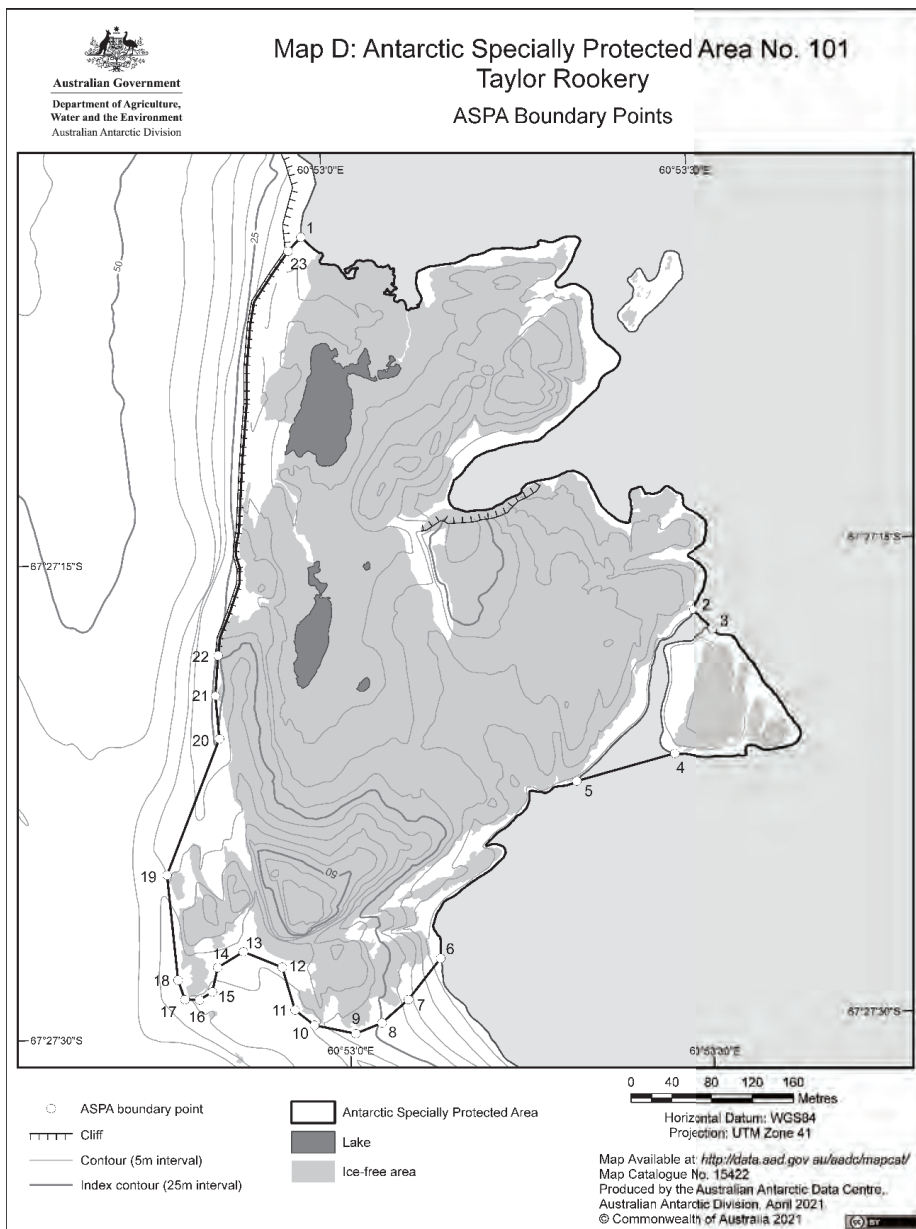 Map D: Antarctic Specially Protected Area No. 101
Taylor Rookery
ASPA Boundary Points
Australian Government
Department of Agriculture,
Water and the Environment
Australian Antarctic Division
60°53'0"E
60°53'30"E
1
23
25
50
67°27'15"S
67°27'15"S
2
3
22
21
20
4
5
19
50
6
13
14
12
18
7
15
17
16
11
8
9
10
67°27'30"S
67°27'30"S
60°53'0"E
60°53'30"E
ASPA boundary point
Cliff
Contour (5m interval)
Index contour (25m interval)
Antarctic Specially Protected Area
Lake
Ice-free area
0 40 80 120 160
Metres
Horizontal Datum: WGS84
Projection: UTM Zone 41
Map Available at: http://data.aad.gov.au/aadc/mapcat/
Map Catalogue No. 15422
Produced by the Australian Antarctic Data Centre,
Australian Antarctic Division, April 2021
© Commonwealth of Australia 2021
cc BY